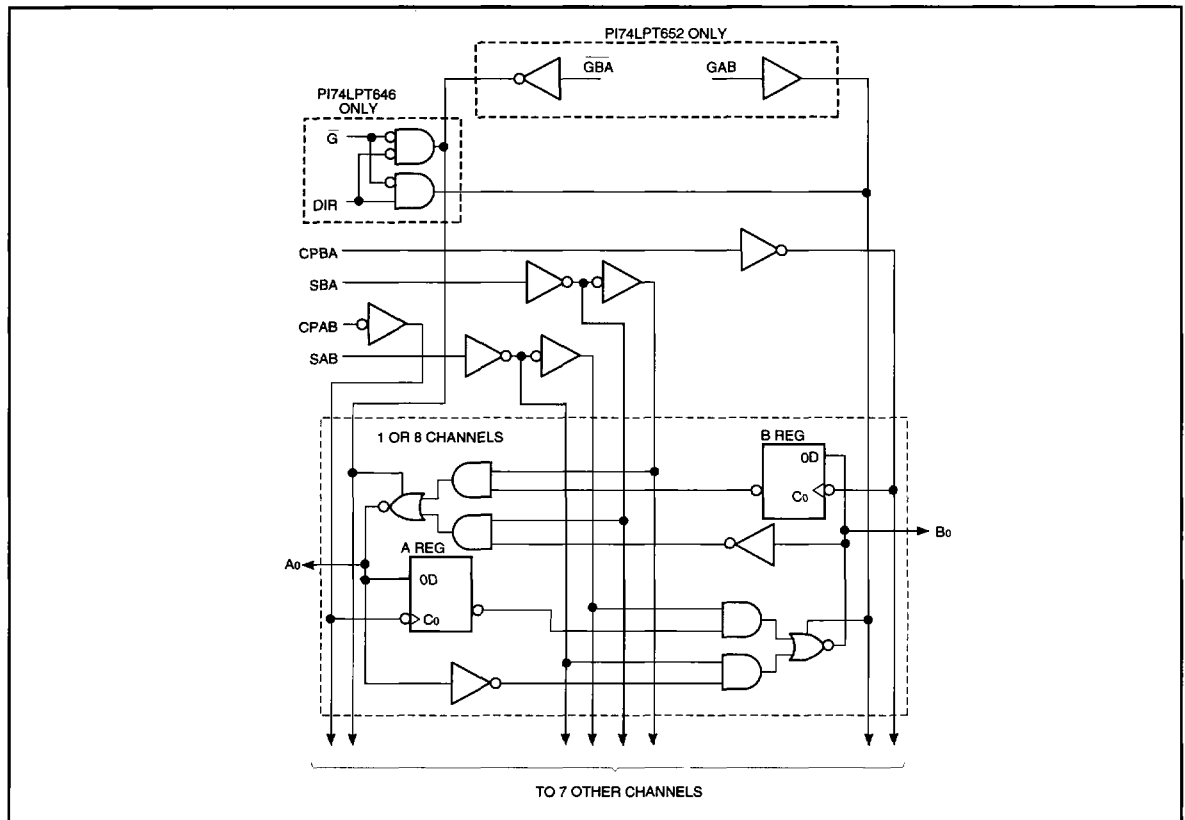 PI74LPT652 ONLY
GBA
GAB
PI74LPT646
ONLY
G
DIR
CPBA
SBA
CPAB
SAB
1 OR 8 CHANNELS
B REG
0D
C0
B0
A REG
A0
0D
C0
TO 7 OTHER CHANNELS